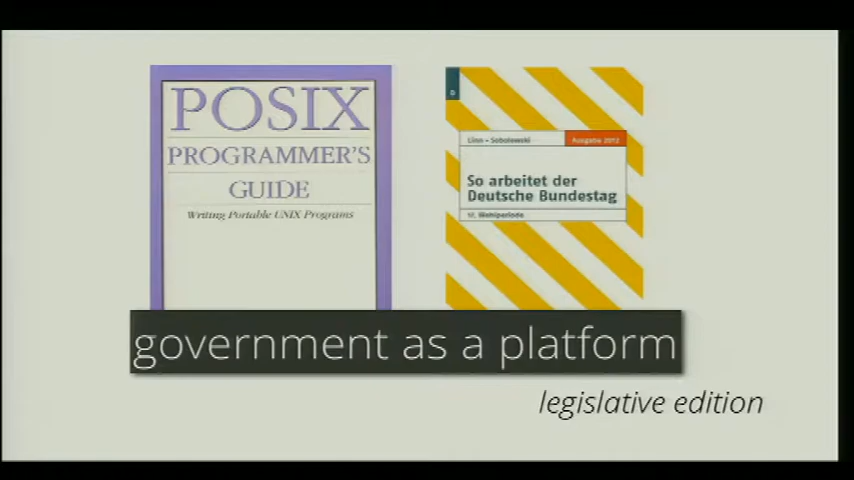 POSIX
PROGRAMMER'S
GUIDE
Writing Portable UNIX Programs
Linn - Sobolewski
Ausgabe 2012
So arbeitet der
Deutsche Bundestag
17. Wahlperiode
government as a platform
legislative edition